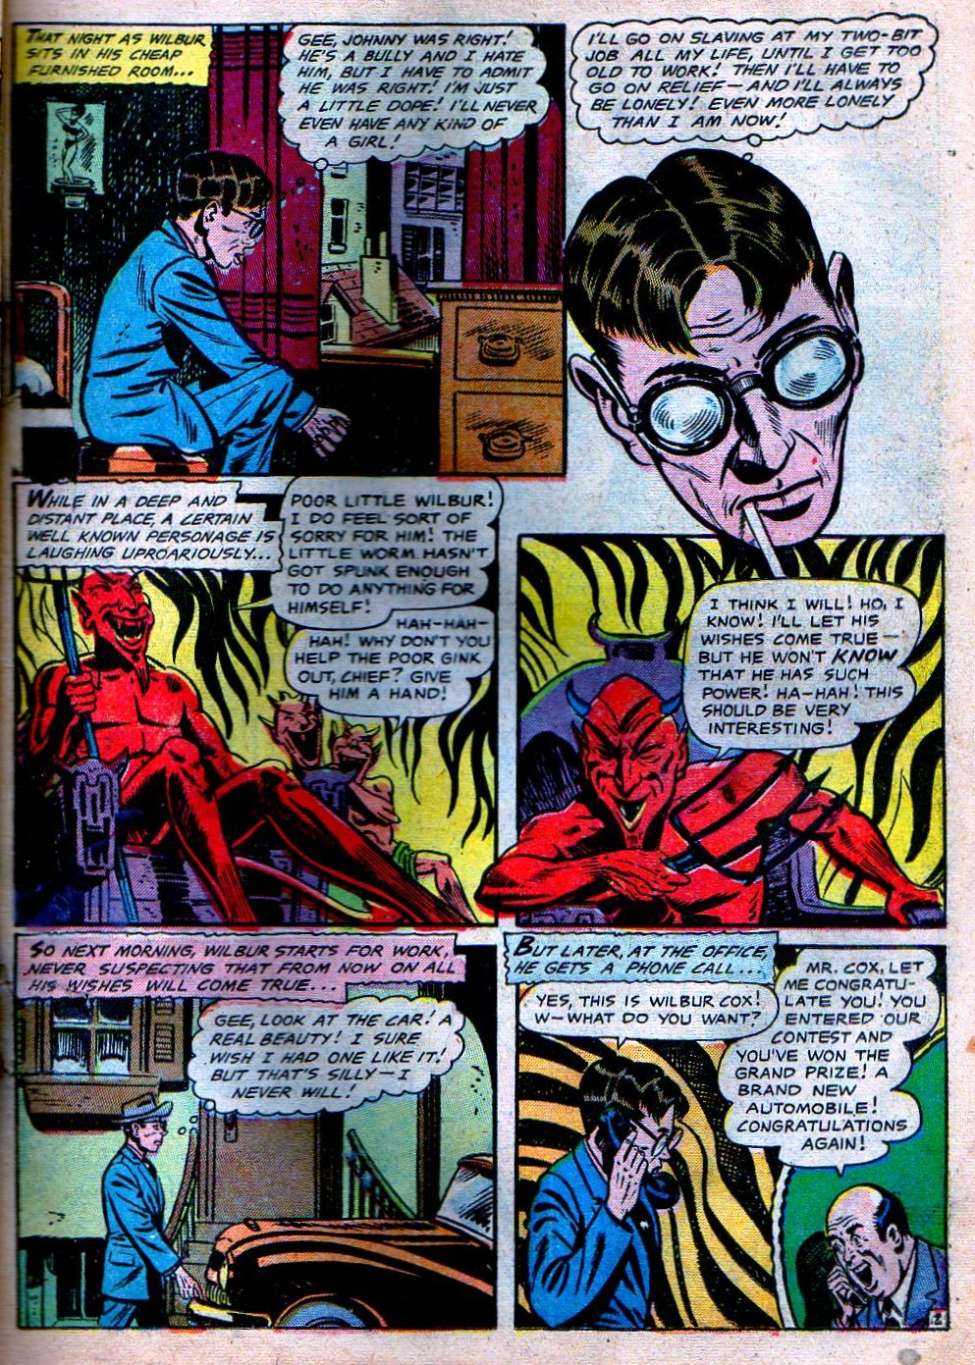 THAT NIGHT AS WILBUR
SITS IN HIS CHEAP
FURNISHED ROOM...
GEE, JOHNNY WAS RIGHT!
HE'S A BULLY AND I HATE
HIM, BUT I HAVE TO ADMIT
HE WAS RIGHT! I'M JUST
A LITTLE DOPE! I'LL NEVER
EVEN HAVE ANY KIND OF
A GIRL!
I'LL GO ON SLAVING AT MY TWO-BIT
JOB ALL MY LIFE, UNTIL I GET TOO
OLD TO WORK! THEN I'LL HAVE TO
GO ON RELIEF— AND I'LL ALWAYS
BE LONELY! EVEN MORE LONELY
THAN I AM NOW!
WHILE IN A DEEP AND
DISTANT PLACE, A CERTAIN
WELL KNOWN PERSONAGE IS
LAUGHING UPROARIOUSLY...
POOR LITTLE WILBUR!
I DO FEEL SORT OF
SORRY FOR HIM! THE
LITTLE WORM HASN'T
GOT SPUNK ENOUGH
TO DO ANYTHING FOR
HIMSELF!
HAH-HAH-
HAH! WHY DON'T YOU
HELP THE POOR GINK
OUT, CHIEF? GIVE
HIM A HAND!
I THINK I WILL! HO, I
KNOW! I'LL LET HIS
WISHES COME TRUE—
BUT HE WON'T KNOW
THAT HE HAS SUCH
POWER! HA-HAH! THIS
SHOULD BE VERY
INTERESTING!
SO NEXT MORNING, WILBUR STARTS FOR WORK,
NEVER SUSPECTING THAT FROM NOW ON ALL
HIS WISHES WILL COME TRUE...
GEE, LOOK AT THE CAR! A
REAL BEAUTY! I SURE
WISH I HAD ONE LIKE IT!
BUT THAT'S SILLY— I
NEVER WILL!
BUT LATER, AT THE OFFICE,
HE GETS A PHONE CALL...
YES, THIS IS WILBUR COX!
W—WHAT DO YOU WANT?
MR. COX, LET
ME CONGRATU-
LATE YOU! YOU
ENTERED OUR
CONTEST AND
YOU'VE WON THE
GRAND PRIZE! A
BRAND NEW
AUTOMOBILE!
CONGRATULATIONS
AGAIN!
2